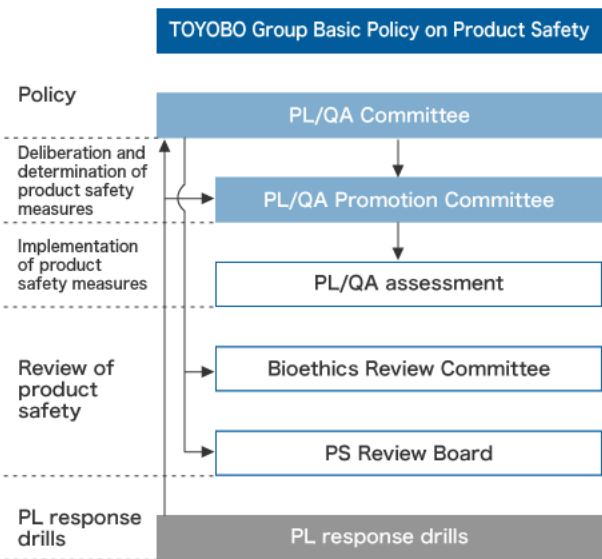 TOYOBO Group Basic Policy on Product Safety
Policy
PL/QA Committee
Deliberation and
determination of
product safety
measures
PL/QA Promotion Committee
Implementation
of product
safety measures
PL/QA assessment
Review of
product
safety
Bioethics Review Committee
PS Review Board
PL response
drills
PL response drills